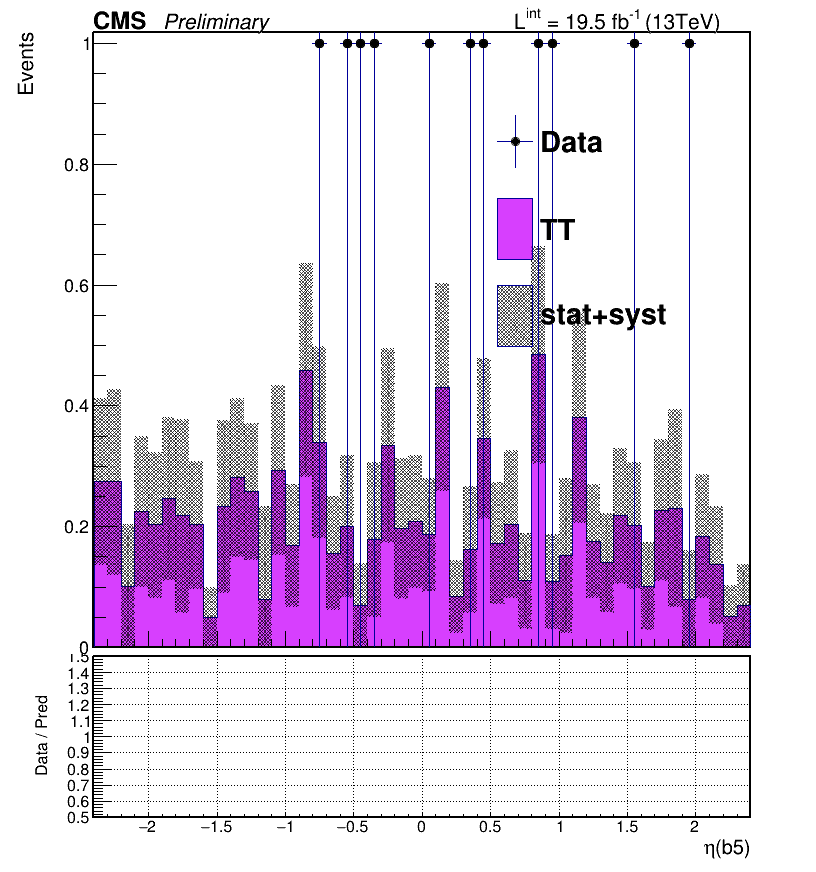 CMS Preliminary L^int = 19.5 fb^-1 (13TeV)
Events
1
0.8
0.6
0.4
0.2
0
Data
TT
stat+syst
Data / Pred
1.5
1.4
1.3
1.2
1.1
1
0.9
0.8
0.7
0.6
0.5
−2 −1.5 −1 −0.5 0 0.5 1 1.5 2
η(b5)